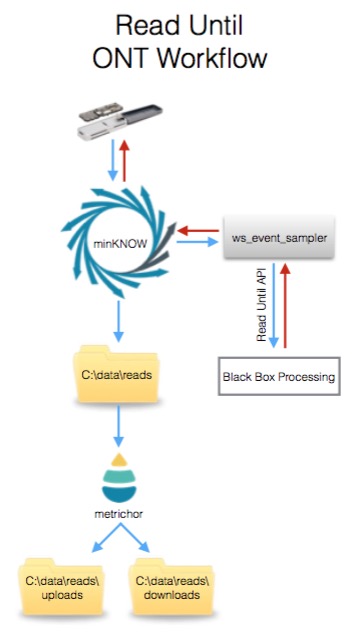 Read Until
ONT Workflow
minKNOW
ws_event_sampler
Read Until API
C:\data\reads
Black Box Processing
metrichor
C:\data\reads\
uploads
C:\data\reads\
downloads